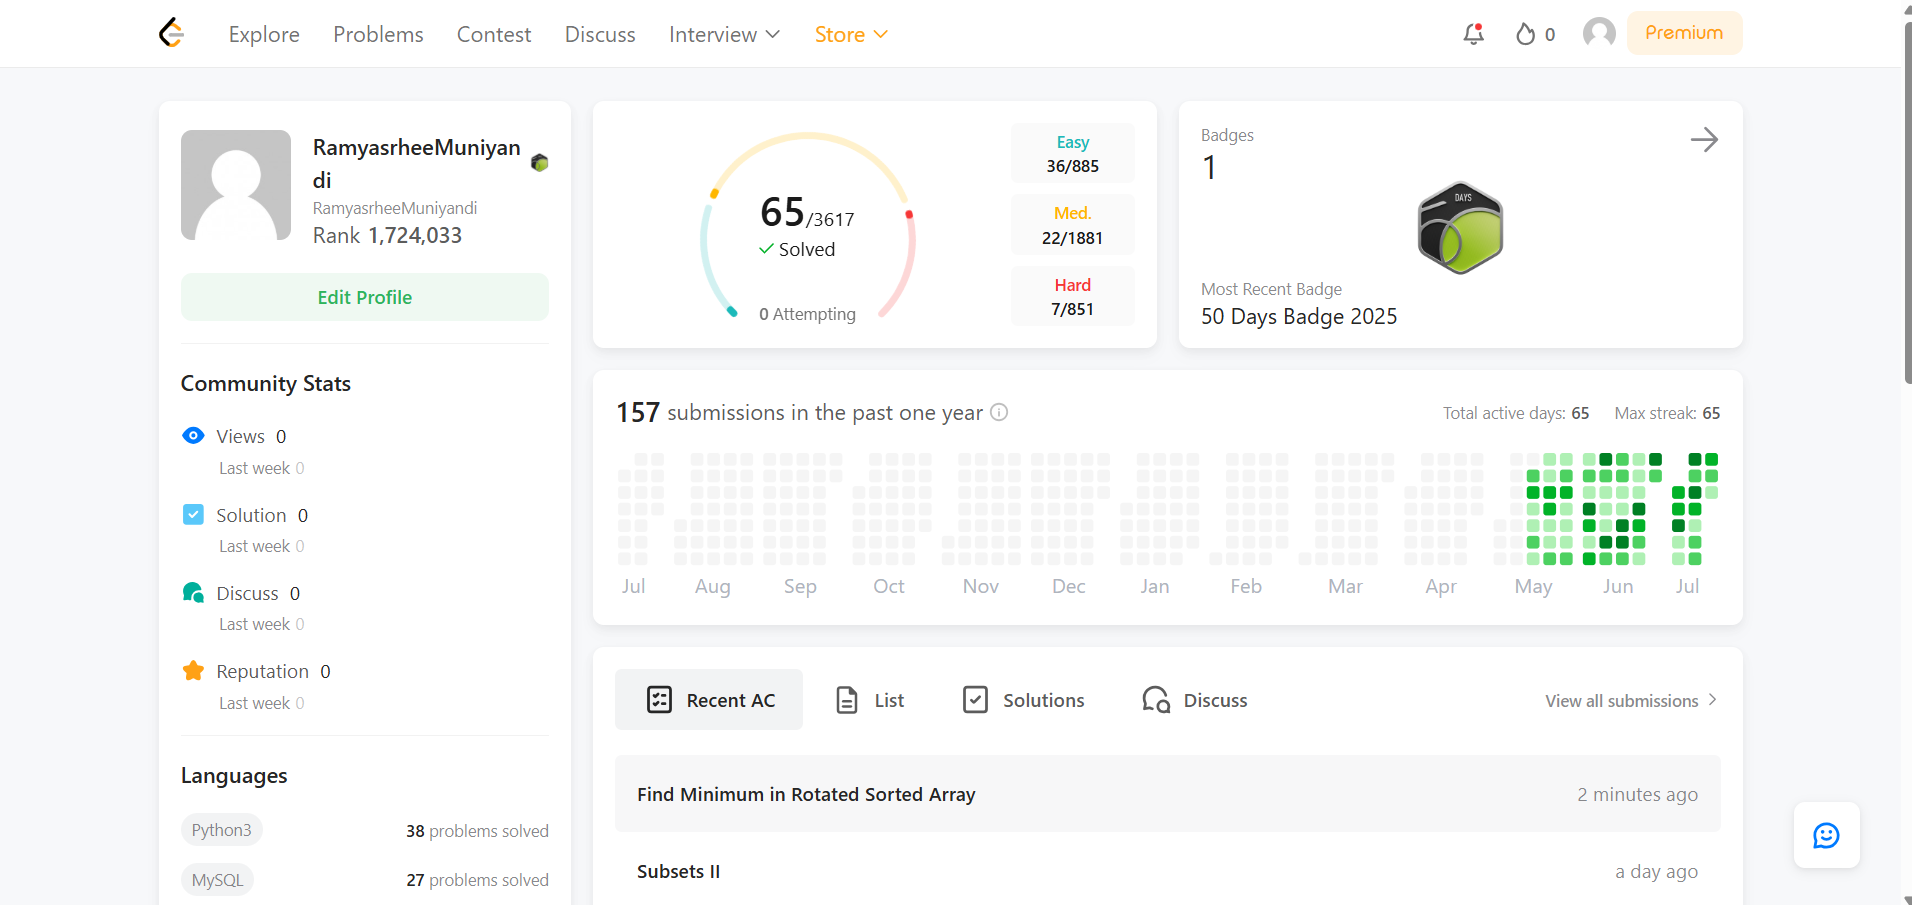 Explore Problems Contest Discuss Interview Store 0 Premium
RamyasrheeMuniyan
di
RamyasrheeMuniyandi
Rank 1,724,033
Edit Profile
Community Stats
Views 0
Last week 0
Solution 0
Last week 0
Discuss 0
Last week 0
Reputation 0
Last week 0
Languages
Python3 38 problems solved
MySQL 27 problems solved
65/3617
Solved
0 Attempting
Easy
36/885
Med.
22/1881
Hard
7/851
Badges
1
DAYS
Most Recent Badge
50 Days Badge 2025
157 submissions in the past one year Total active days: 65 Max streak: 65
Jul Aug Sep Oct Nov Dec Jan Feb Mar Apr May Jun Jul
Recent AC List Solutions Discuss View all submissions
Find Minimum in Rotated Sorted Array 2 minutes ago
Subsets II a day ago